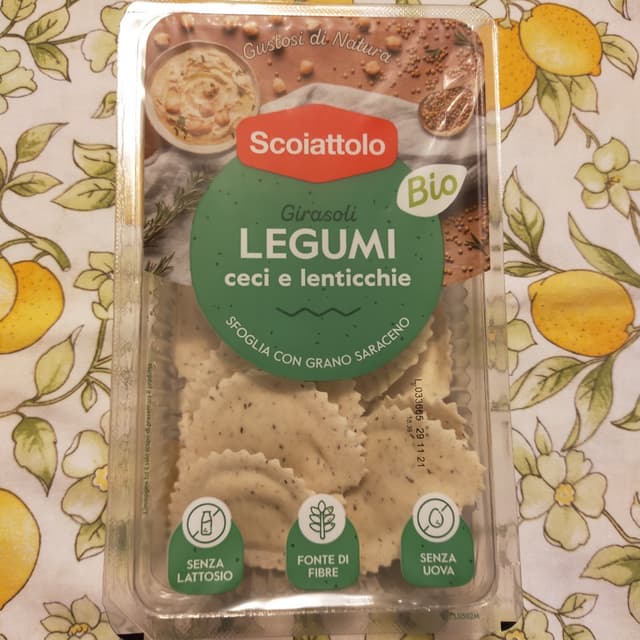 Gustosi di Natura
Scoiattolo
Bio
Girasoli
LEGUMI
ceci e lenticchie
SFOGLIA CON GRANO SARACENO
SENZA
LATTOSIO
FONTE DI
FIBRE
SENZA
UOVA